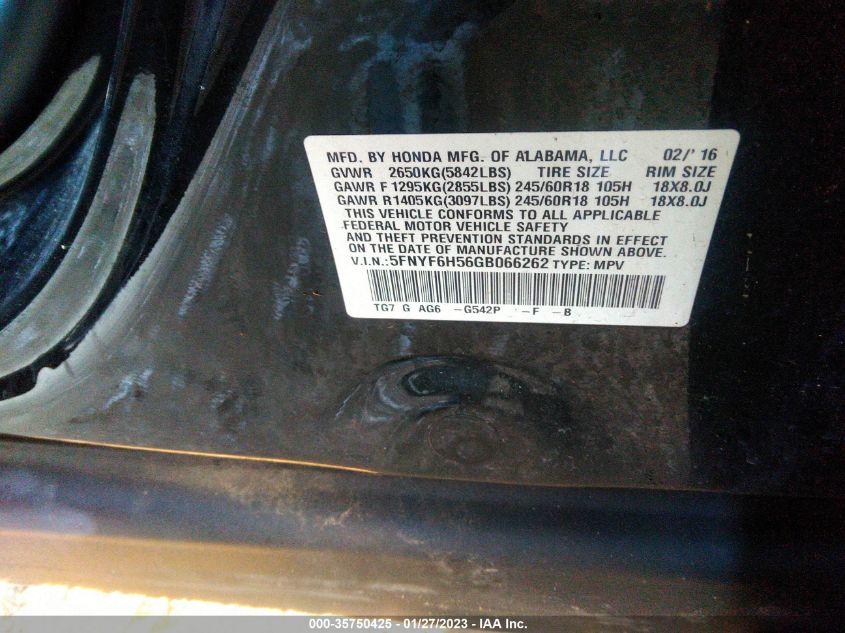 MFD. BY HONDA MFG. OF ALABAMA, LLC 02/' 16
GVWR 2650KG(5842LBS) TIRE SIZE RIM SIZE
GAWR F 1295KG(2855LBS) 245/60R18 105H 18X8.0J
GAWR R1405KG(3097LBS) 245/60R18 105H 18X8.0J
THIS VEHICLE CONFORMS TO ALL APPLICABLE
FEDERAL MOTOR VEHICLE SAFETY
AND THEFT PREVENTION STANDARDS IN EFFECT
ON THE DATE OF MANUFACTURE SHOWN ABOVE.
V.I.N.:5FNYF6H56GB066262 TYPE: MPV
TG7 G AG6 -G542P -F -B
000-35750425 - 01/27/2023 - IAA Inc.